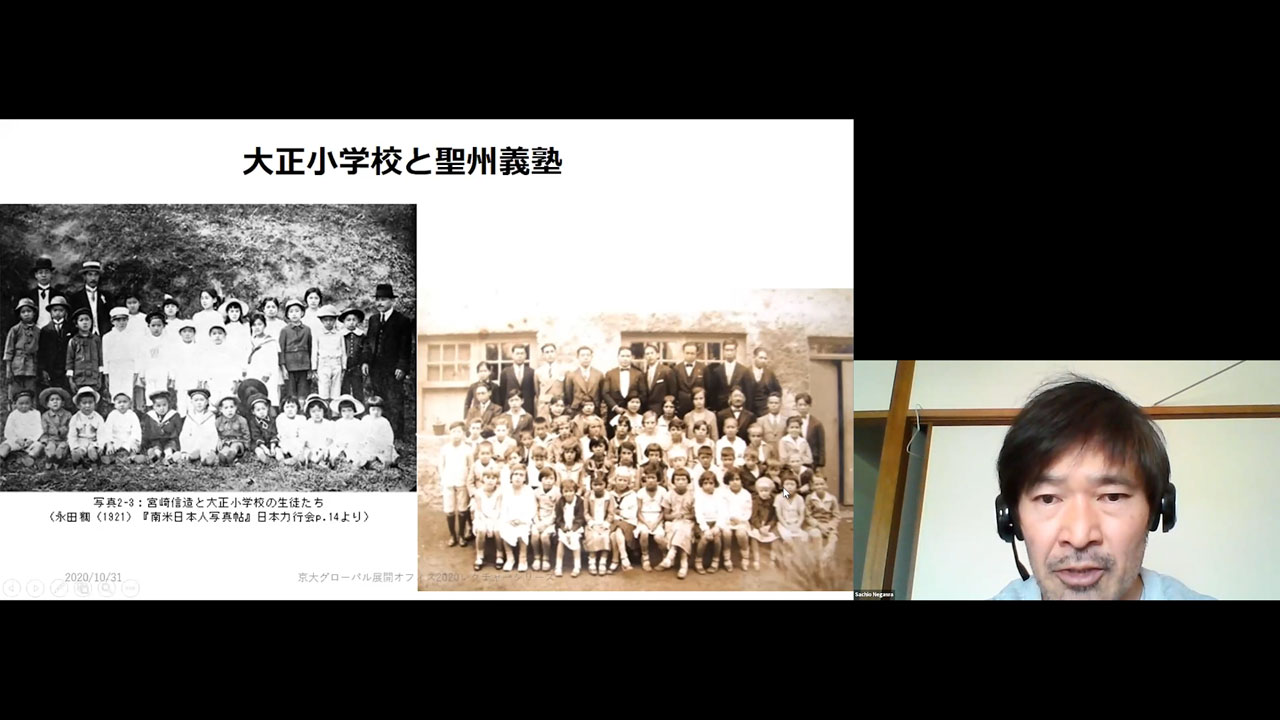 大正小学校と聖州義塾
写真2-3：宮崎信造と大正小学校の生徒たち
（永田稠（1921）『南米日本人写真帖』日本力行会p.14より）
2020/10/31
京大グローバル展開オフィス2020レクチャーシリーズ
Sachio Negawa